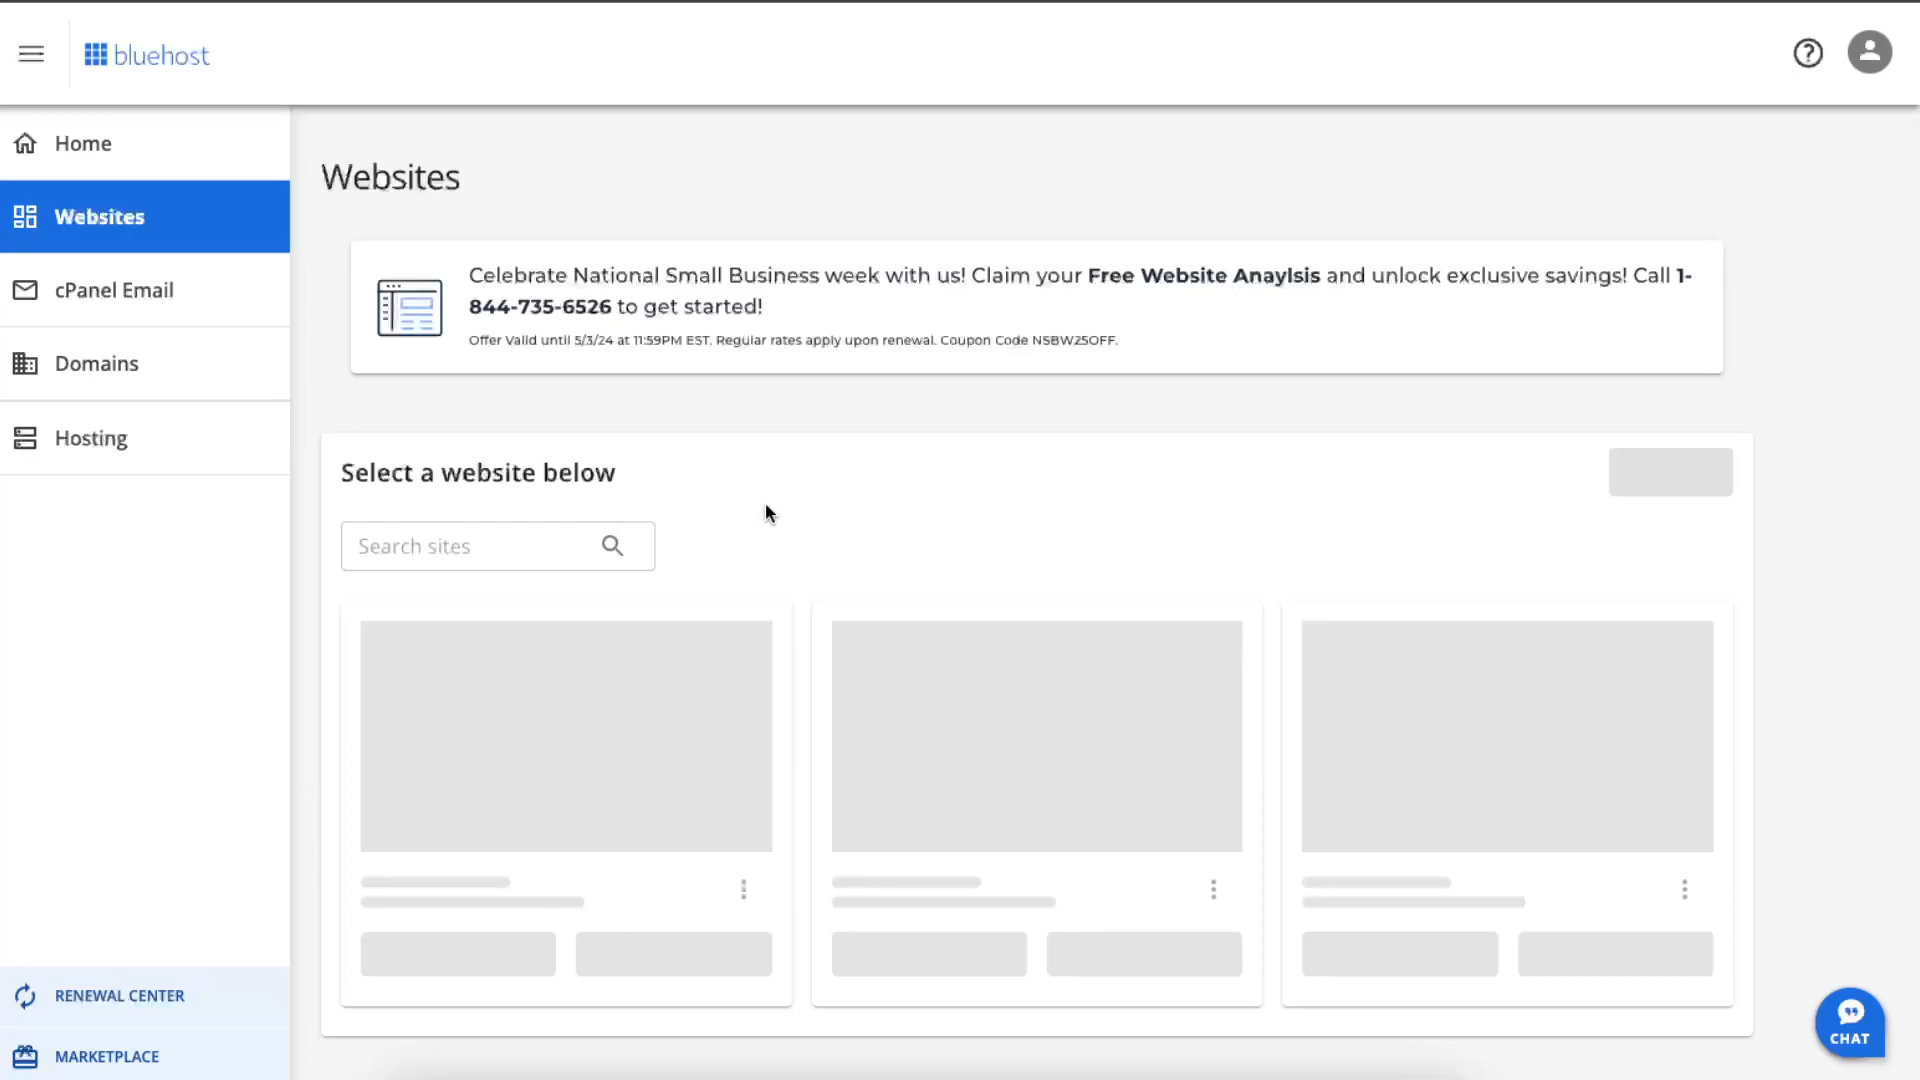 bluehost
Home
Websites
cPanel Email
Domains
Hosting
RENEWAL CENTER
MARKETPLACE
Websites
Celebrate National Small Business week with us! Claim your Free Website Anaylsis and unlock exclusive savings! Call 1-
844-735-6526 to get started!
Offer Valid until 5/3/24 at 11:59PM EST. Regular rates apply upon renewal. Coupon Code NSBW25OFF.
Select a website below
Search sites
CHAT